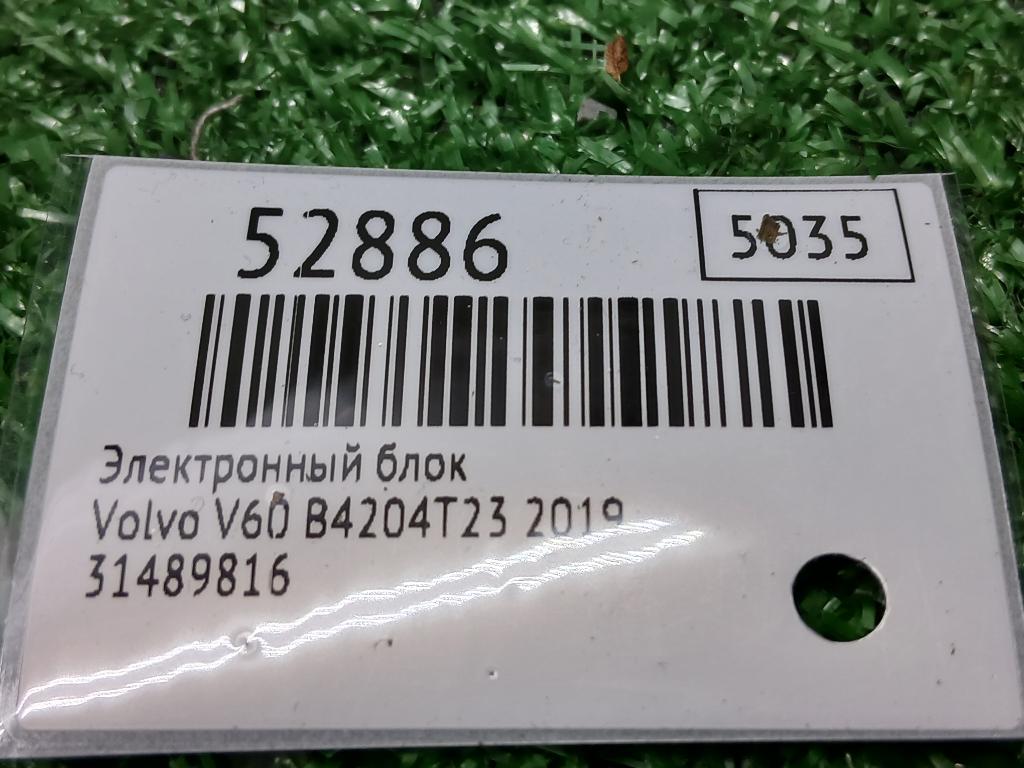 52886
5035
Электронный блок
Volvo V60 B4204T23 2019
31489816